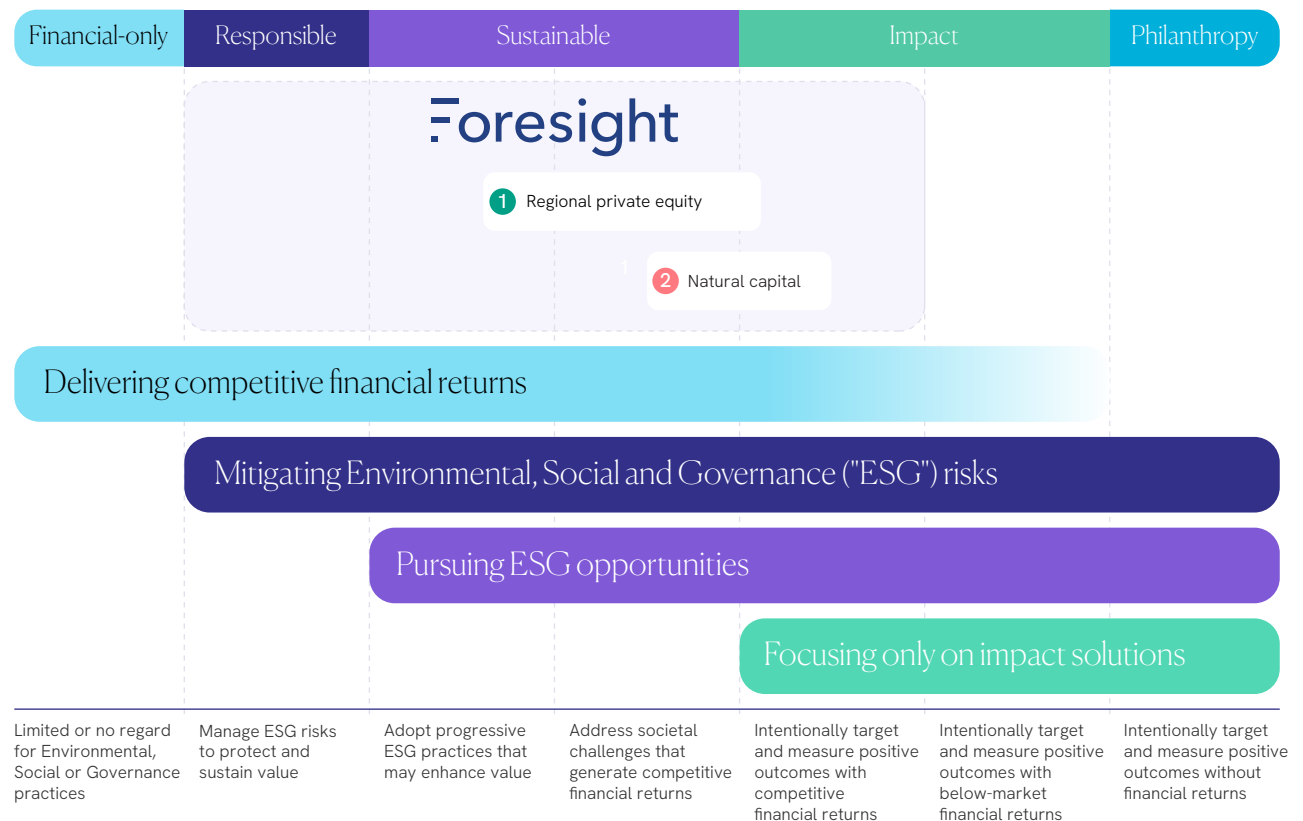 Financial-only
Responsible
Sustainable
Impact
Philanthropy
Foresight
1 Regional private equity
1
2 Natural capital
Delivering competitive financial returns
Mitigating Environmental, Social and Governance ("ESG") risks
Pursuing ESG opportunities
Focusing only on impact solutions
Limited or no regard
for Environmental,
Social or Governance
practices
Manage ESG risks
to protect and
sustain value
Adopt progressive
ESG practices that
may enhance value
Address societal
challenges that
generate competitive
financial returns
Intentionally target
and measure positive
outcomes with
competitive
financial returns
Intentionally target
and measure positive
outcomes with
below-market
financial returns
Intentionally target
and measure positive
outcomes without
financial returns